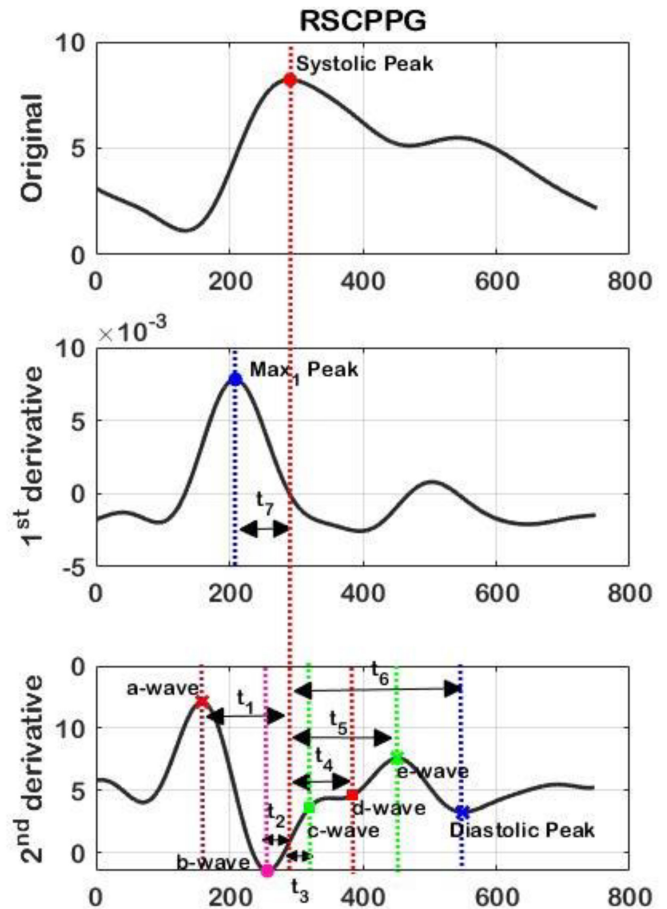 RSCPPG
10
Systolic Peak
Original
5
0
0 200 400 600 800
×10⁻³
10
Max₁ Peak
1ˢᵗ derivative
5
0
t₇
-5
0 200 400 600 800
0
a-wave
t₆
t₁
10
t₅
2ⁿᵈ derivative
t₄
e-wave
5
d-wave
t₂
c-wave
Diastolic Peak
0
b-wave
t₃
0 200 400 600 800